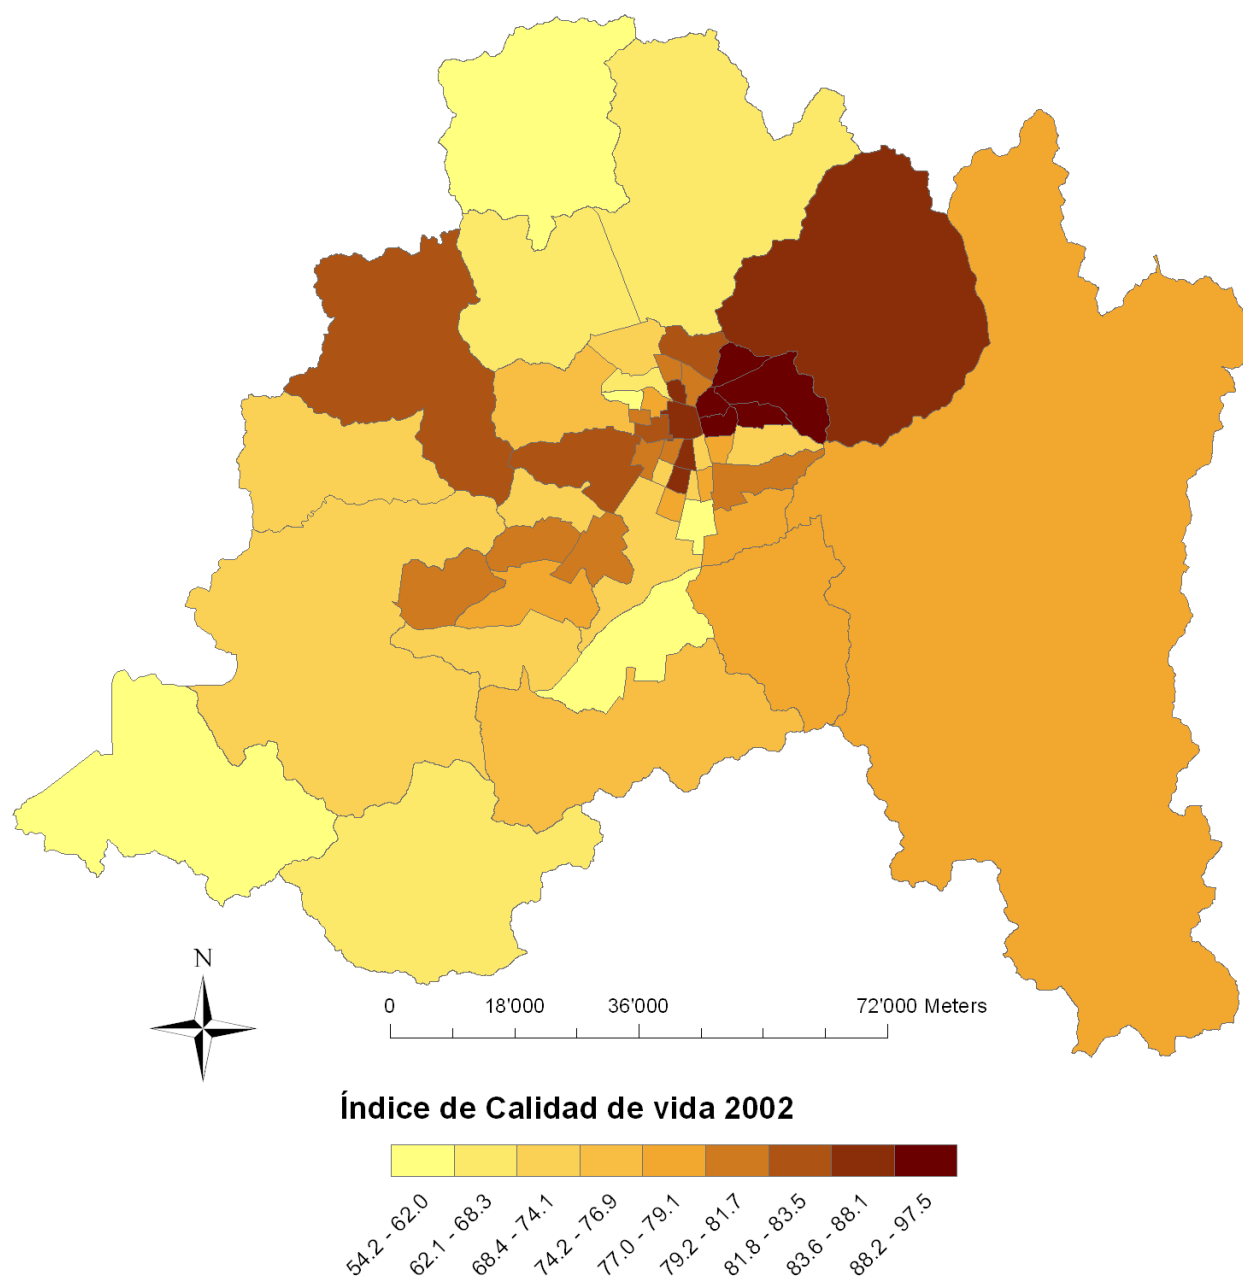 N
0 18'000 36'000 72'000 Meters
Índice de Calidad de vida 2002
54.2 - 62.0
62.1 - 68.3
68.4 - 74.1
74.2 - 76.9
77.0 - 79.1
79.2 - 81.7
81.8 - 83.5
83.6 - 88.1
88.2 - 97.5